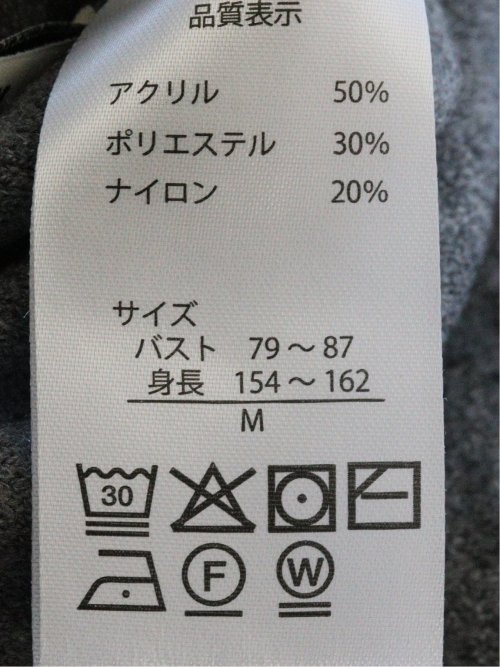 品質表示
アクリル 50%
ポリエステル 30%
ナイロン 20%
サイズ
バスト 79～87
身長 154～162
M
30
F W